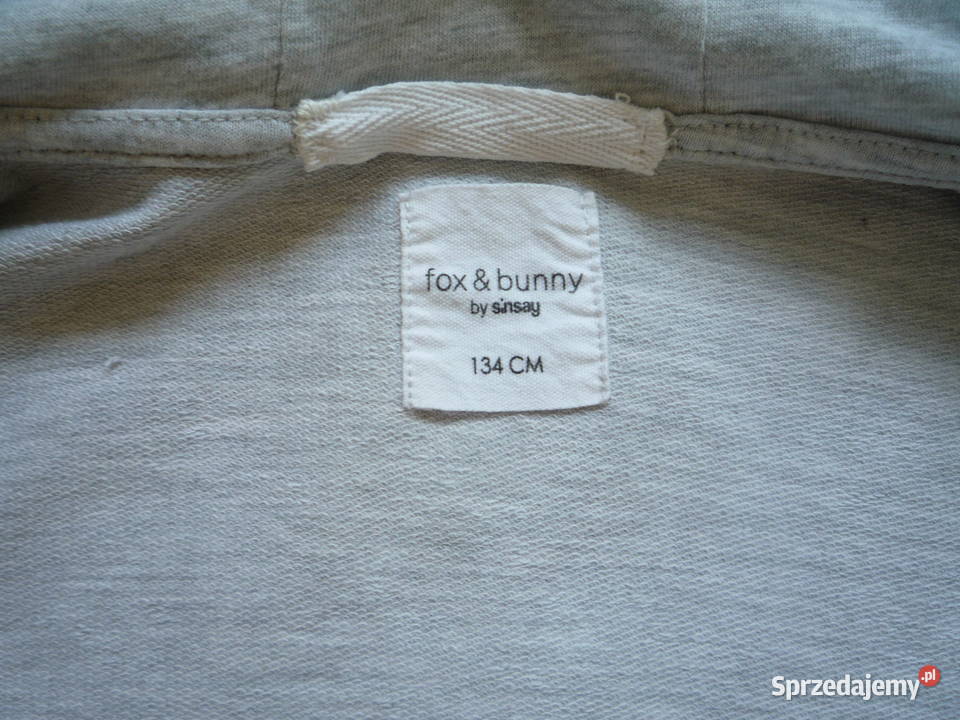 fox & bunny
by sinsay
134 CM
Sprzedajemy.pl